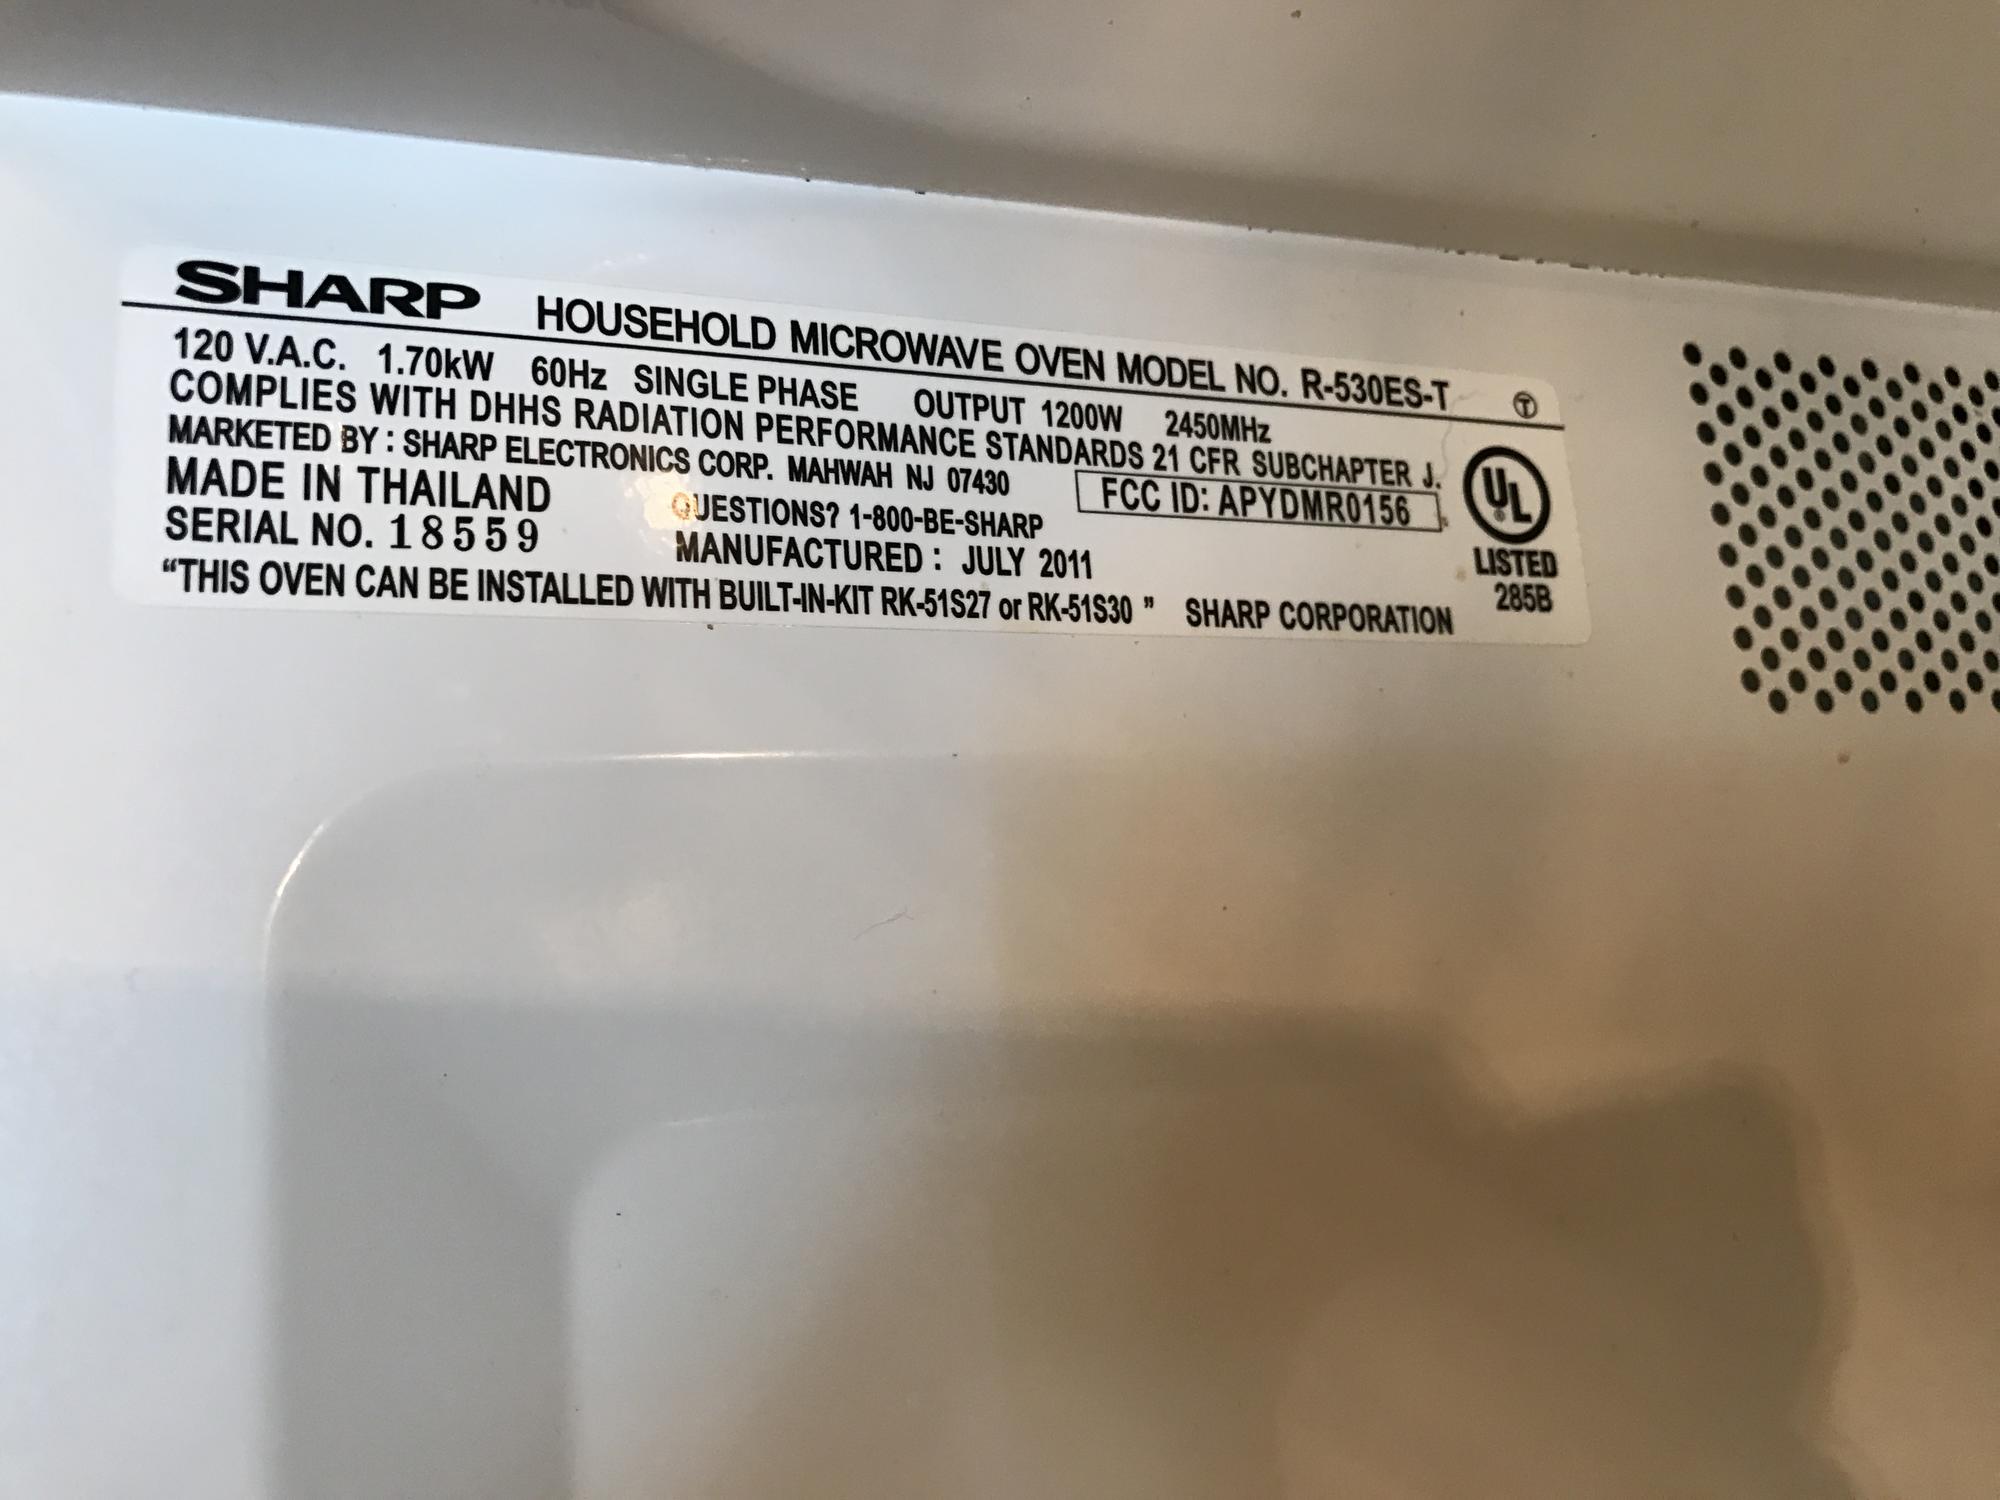 SHARP HOUSEHOLD MICROWAVE OVEN MODEL NO. R-530ES-T Ⓣ
120 V.A.C. 1.70kW 60Hz SINGLE PHASE OUTPUT 1200W 2450MHz
COMPLIES WITH DHHS RADIATION PERFORMANCE STANDARDS 21 CFR SUBCHAPTER J.
MARKETED BY : SHARP ELECTRONICS CORP. MAHWAH NJ 07430
FCC ID: APYDMR0156
MADE IN THAILAND QUESTIONS? 1-800-BE-SHARP
SERIAL NO. 18559 MANUFACTURED : JULY 2011
"THIS OVEN CAN BE INSTALLED WITH BUILT-IN-KIT RK-51S27 or RK-51S30 " SHARP CORPORATION
UL®
LISTED
285B